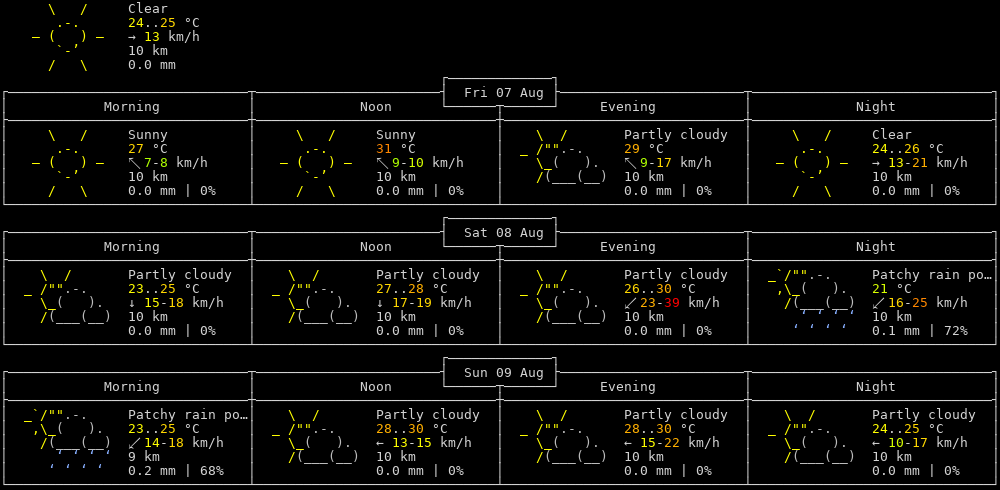 Clear
24..25 °C
→ 13 km/h
10 km
0.0 mm
Fri 07 Aug
Morning Noon Evening Night
Sunny Sunny Partly cloudy Clear
27 °C 31 °C 29 °C 24..26 °C
↖ 7-8 km/h ↖ 9-10 km/h ↖ 9-17 km/h → 13-21 km/h
10 km 10 km 10 km 10 km
0.0 mm | 0% 0.0 mm | 0% 0.0 mm | 0% 0.0 mm | 0%
Sat 08 Aug
Morning Noon Evening Night
Partly cloudy Partly cloudy Partly cloudy Patchy rain po…
23..25 °C 27..28 °C 26..30 °C 21 °C
↓ 15-18 km/h ↓ 17-19 km/h ↙ 23-39 km/h ↙ 16-25 km/h
10 km 10 km 10 km 10 km
0.0 mm | 0% 0.0 mm | 0% 0.0 mm | 0% 0.1 mm | 72%
Sun 09 Aug
Morning Noon Evening Night
Patchy rain po… Partly cloudy Partly cloudy Partly cloudy
23..25 °C 28..30 °C 28..30 °C 24..25 °C
↙ 14-18 km/h ← 13-15 km/h ← 15-22 km/h ← 10-17 km/h
9 km 10 km 10 km 10 km
0.2 mm | 68% 0.0 mm | 0% 0.0 mm | 0% 0.0 mm | 0%